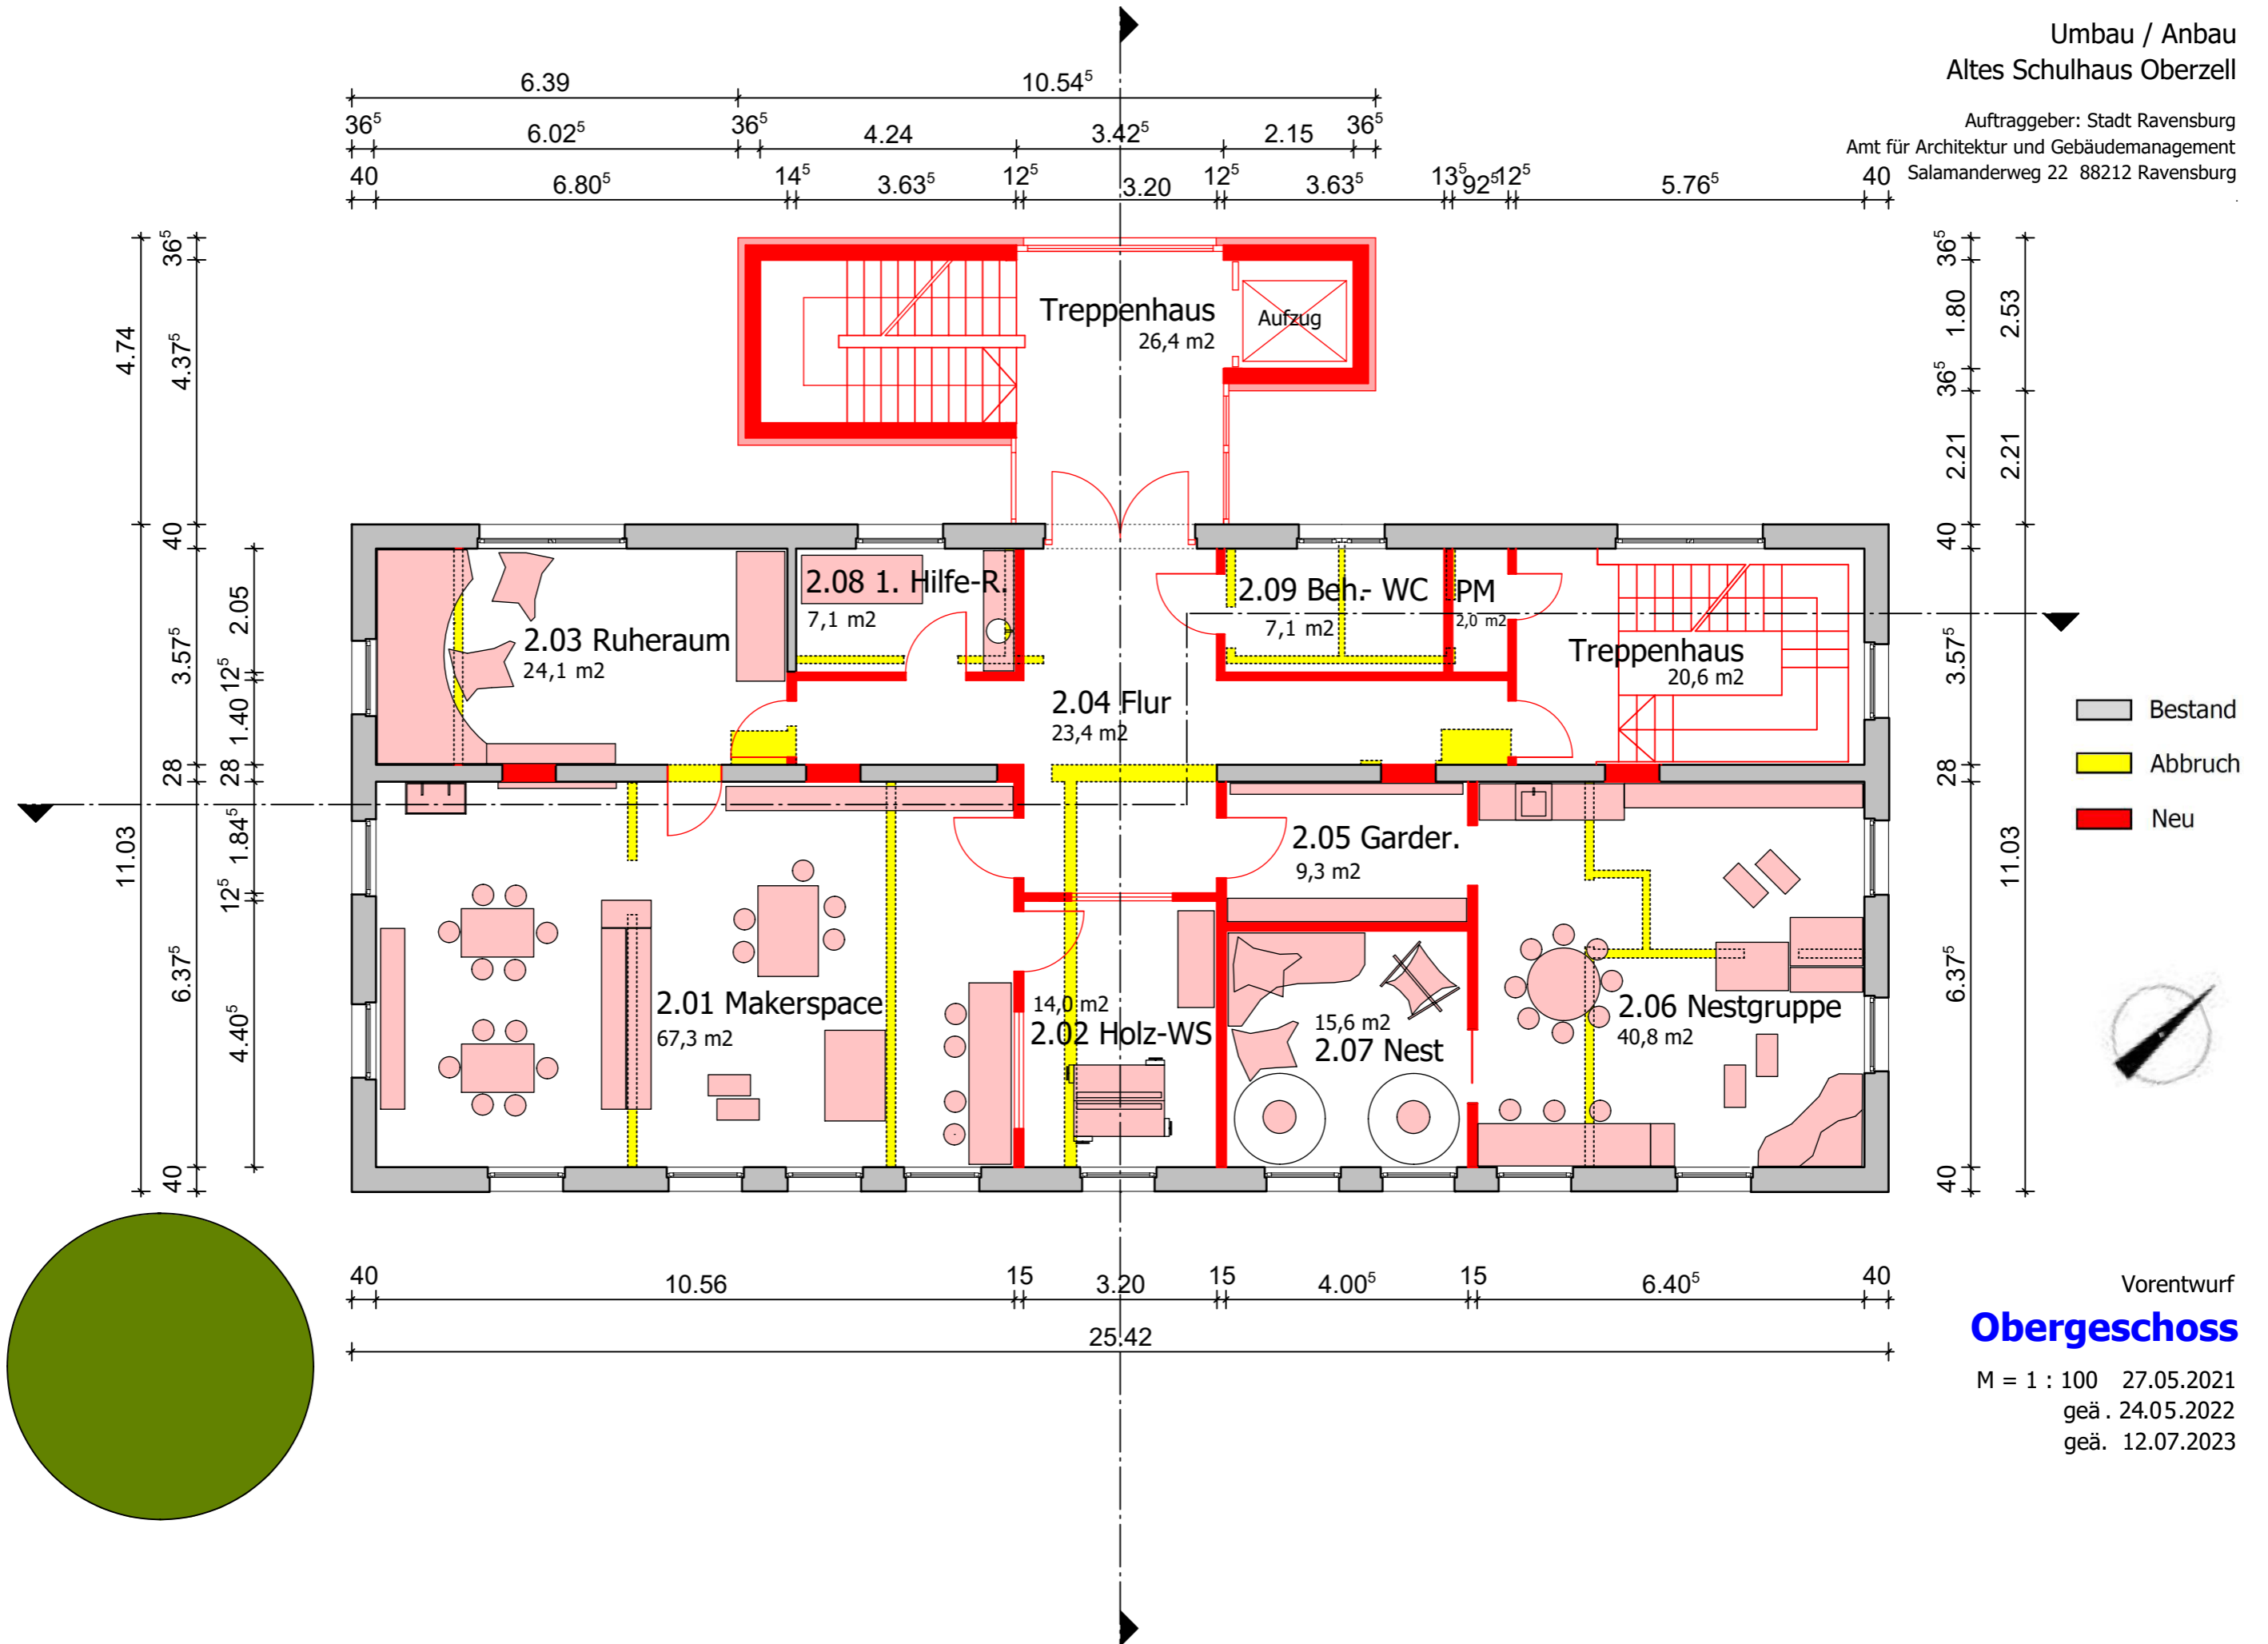 Umbau / Anbau
Altes Schulhaus Oberzell
Auftraggeber: Stadt Ravensburg
Amt für Architektur und Gebäudemanagement
Salamanderweg 22 88212 Ravensburg
6.39 10.54⁵
36⁵ 6.02⁵ 36⁵ 4.24 3.42⁵ 2.15 36⁵
40 6.80⁵ 14⁵ 3.63⁵ 12⁵ 3.20 12⁵ 3.63⁵ 13⁵ 92⁵ 12⁵ 5.76⁵ 40
4.74 11.03
36⁵ 4.37⁵ 40 3.57⁵ 28 6.37⁵ 40
2.05 12⁵ 1.40 28 1.84⁵ 12⁵ 4.40⁵
Treppenhaus
26,4 m2
Aufzug
2.08 1. Hilfe-R.
7,1 m2
2.09 Beh.- WC
7,1 m2
PM
2,0 m2
2.03 Ruheraum
24,1 m2
Treppenhaus
20,6 m2
2.04 Flur
23,4 m2
2.05 Garder.
9,3 m2
2.01 Makerspace
67,3 m2
14,0 m2
2.02 Holz-WS
15,6 m2
2.07 Nest
2.06 Nestgruppe
40,8 m2
36⁵ 1.80 36⁵ 2.21 40 3.57⁵ 28 6.37⁵ 40
2.53 2.21 11.03
Bestand
Abbruch
Neu
40 10.56 15 3.20 15 4.00⁵ 15 6.40⁵ 40
25.42
Vorentwurf
Obergeschoss
M = 1 : 100 27.05.2021
geä . 24.05.2022
geä. 12.07.2023